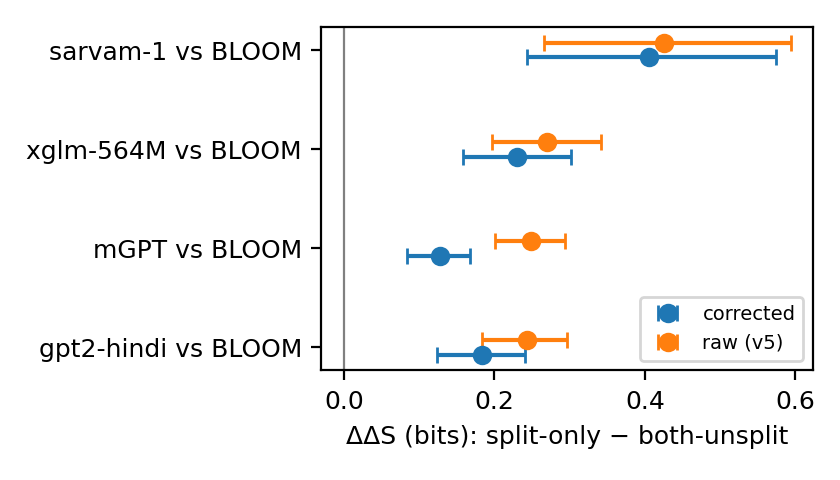 sarvam-1 vs BLOOM
xglm-564M vs BLOOM
mGPT vs BLOOM
gpt2-hindi vs BLOOM
corrected
raw (v5)
0.0 0.2 0.4 0.6
ΔΔS (bits): split-only − both-unsplit